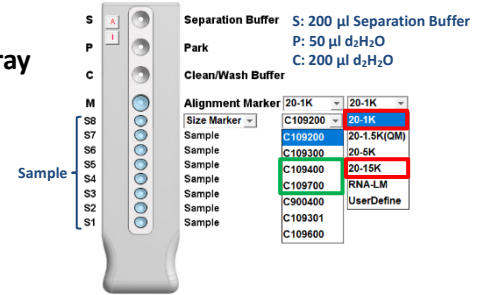 S Separation Buffer S: 200 µl Separation Buffer
A
I
P Park P: 50 µl d₂H₂O
ray
C Clean/Wash Buffer C: 200 µl d₂H₂O
M Alignment Marker 20-1K 20-1K
S8 Size Marker C109200 20-1K
S7 Sample C109200 20-1.5K(QM)
S6 Sample C109300 20-5K
S5 Sample C109400 20-15K
Sample S4 Sample C109700 RNA-LM
S3 Sample C900400 UserDefine
S2 Sample C109301
S1 Sample C109600